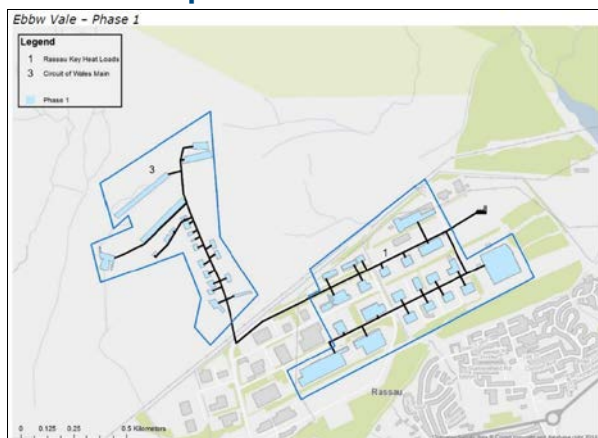 Ebbw Vale – Phase 1
Legend
1 Rassau Key Heat Loads
3 Circuit of Wales Main
Phase 1
3
1
Rassau
0 0.125 0.25 0.5 Kilometers